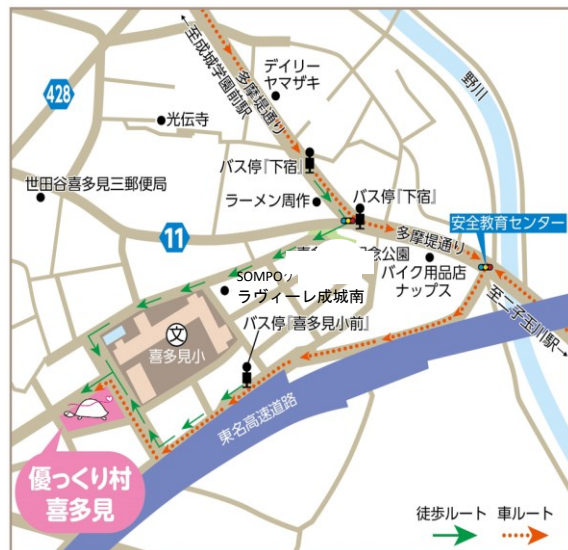 ←至成城学園前駅
多摩堤通り
デイリー
ヤマザキ
野川
428
光伝寺
バス停『下宿』
世田谷喜多見三郵便局
ラーメン周作
バス停『下宿』
11
多摩堤通り
安全教育センター
念公園
バイク用品店
ナップス
SOMPO
ラヴィーレ成城南
至二子玉川駅→
文
喜多見小
バス停『喜多見小前』
東名高速道路
優っくり村
喜多見
徒歩ルート
車ルート